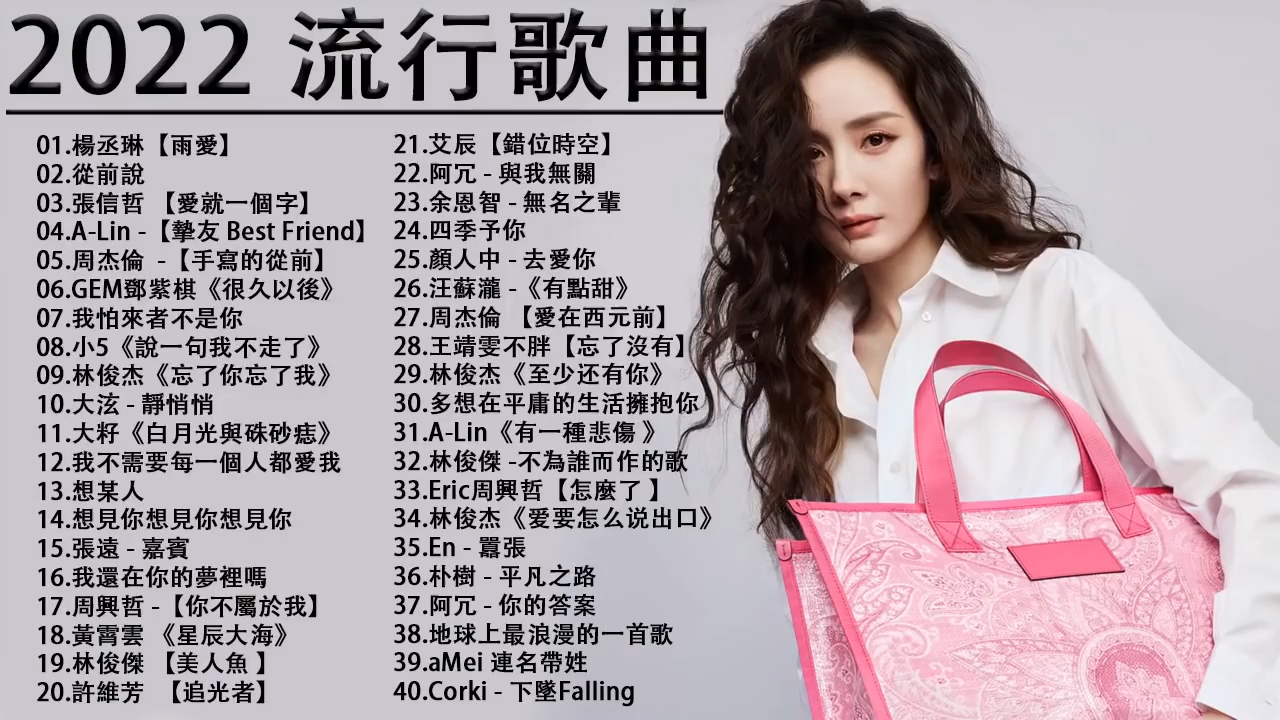 2022 流行歌曲
01.楊丞琳【雨愛】
02.從前說
03.張信哲 【愛就一個字】
04.A-Lin -【摯友 Best Friend】
05.周杰倫 -【手寫的從前】
06.GEM鄧紫棋《很久以後》
07.我怕來者不是你
08.小5《說一句我不走了》
09.林俊杰《忘了你忘了我》
10.大泫 - 靜悄悄
11.大籽《白月光與硃砂痣》
12.我不需要每一個人都愛我
13.想某人
14.想見你想見你想見你
15.張遠 - 嘉賓
16.我還在你的夢裡嗎
17.周興哲 -【你不屬於我】
18.黃霄雲 《星辰大海》
19.林俊傑 【美人魚 】
20.許維芳 【追光者】
21.艾辰【錯位時空】
22.阿冗 - 與我無關
23.余恩智 - 無名之輩
24.四季予你
25.顏人中 - 去愛你
26.汪蘇瀧 -《有點甜》
27.周杰倫 【愛在西元前】
28.王靖雯不胖【忘了沒有】
29.林俊杰《至少还有你》
30.多想在平庸的生活擁抱你
31.A-Lin《有一種悲傷 》
32.林俊傑 -不為誰而作的歌
33.Eric周興哲【怎麼了 】
34.林俊杰《愛要怎么说出口》
35.En - 囂張
36.朴樹 - 平凡之路
37.阿冗 - 你的答案
38.地球上最浪漫的一首歌
39.aMei 連名帶姓
40.Corki - 下墜Falling